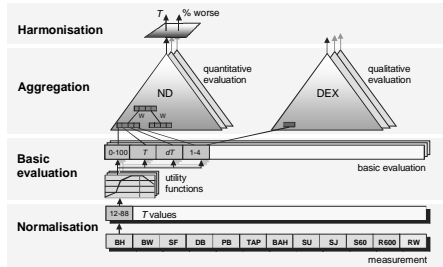 Harmonisation
T
% worse
Aggregation
quantitative
evaluation
ND
w
w
qualitative
evaluation
DEX
Basic
evaluation
0-100
T
dT
1-4
basic evaluation
utility
functions
Normalisation
12-88
T values
BH
BW
SF
DB
PB
TAP
BAH
SU
SJ
S60
R600
RW
measurement